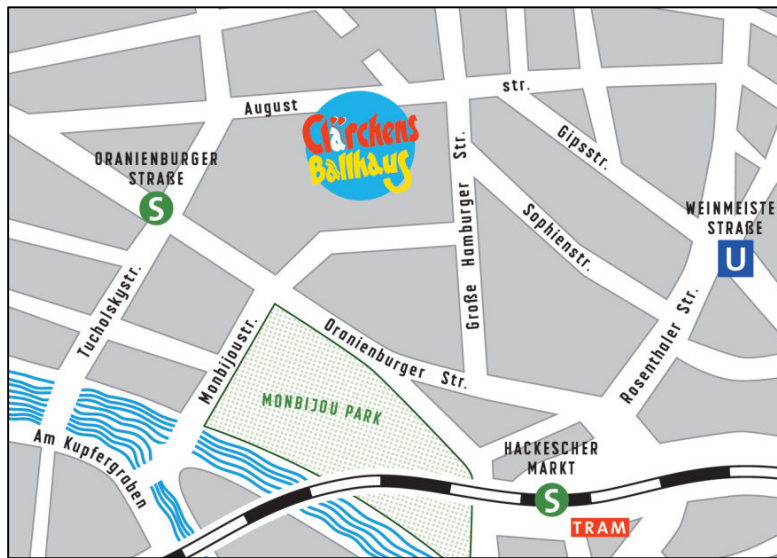 August
str.
Clärchens
Ballhaus
ORANIENBURGER
STRASSE
S
Gipsstr.
Große Hamburger Str.
Sophienstr.
WEINMEISTE
STRASSE
U
Tucholskystr.
Monbijoustr.
Oranienburger Str.
Rosenthaler Str.
MONBIJOU PARK
Am Kupfergraben
HACKESCHER
MARKT
S
TRAM